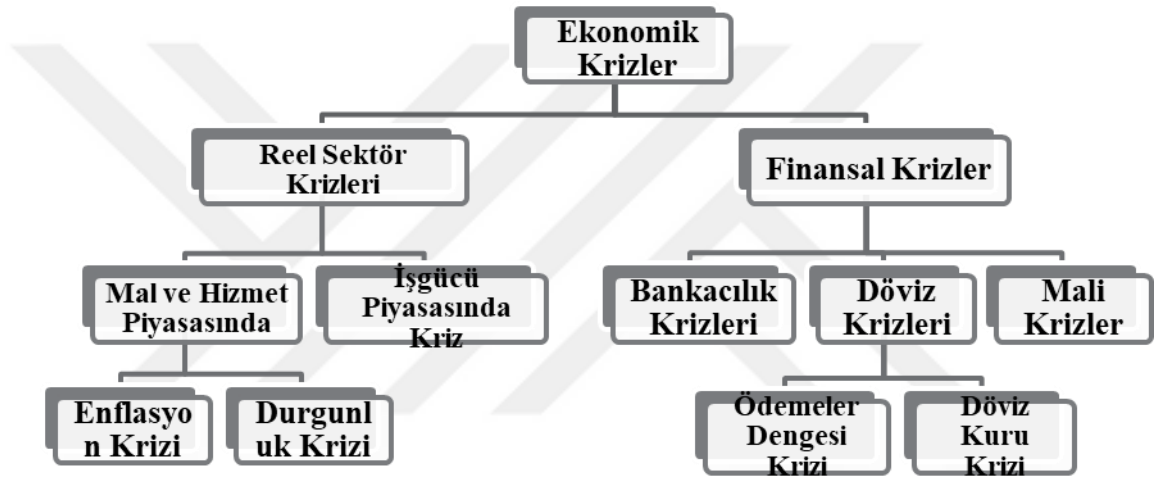 Ekonomik
Krizler
Reel Sektör
Krizleri
Finansal Krizler
Mal ve Hizmet
Piyasasında
İşgücü
Piyasasında
Kriz
Bankacılık
Krizleri
Döviz
Krizleri
Mali
Krizler
Enflasyo
n Krizi
Durgunl
uk Krizi
Ödemeler
Dengesi
Krizi
Döviz
Kuru
Krizi